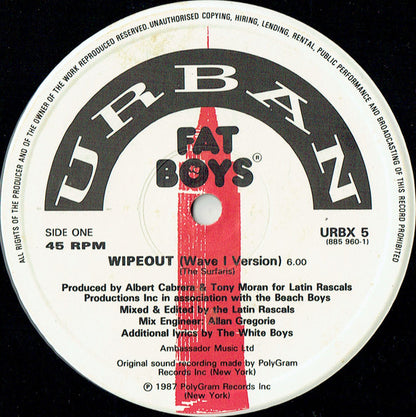 ALL RIGHTS OF THE PRODUCER AND OF THE OWNER OF THE WORK REPRODUCED RESERVED. UNAUTHORISED COPYING, HIRING, LENDING, RENTAL, PUBLIC PERFORMANCE AND BROADCASTING OF THIS RECORD PROHIBITED
URBAN
FAT
BOYS®
SIDE ONE
45 RPM
URBX 5
(885 960-1)
WIPEOUT (Wave I Version) 6.00
(The Surfaris)
Produced by Albert Cabrera & Tony Moran for Latin Rascals
Productions Inc in association with the Beach Boys
Mixed & Edited by the Latin Rascals
Mix Engineer: Allan Gregorie
Additional lyrics by The White Boys
Ambassador Music Ltd
Original sound recording made by PolyGram
Records Inc (New York)
℗ 1987 PolyGram Records Inc
(New York)